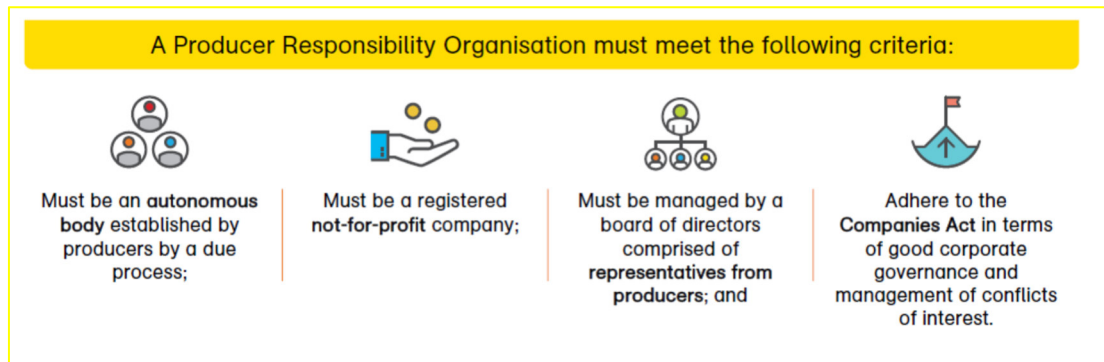 A Producer Responsibility Organisation must meet the following criteria:
Must be an autonomous
body established by
producers by a due
process;
Must be a registered
not-for-profit company;
Must be managed by a
board of directors
comprised of
representatives from
producers; and
Adhere to the
Companies Act in terms
of good corporate
governance and
management of conflicts
of interest.